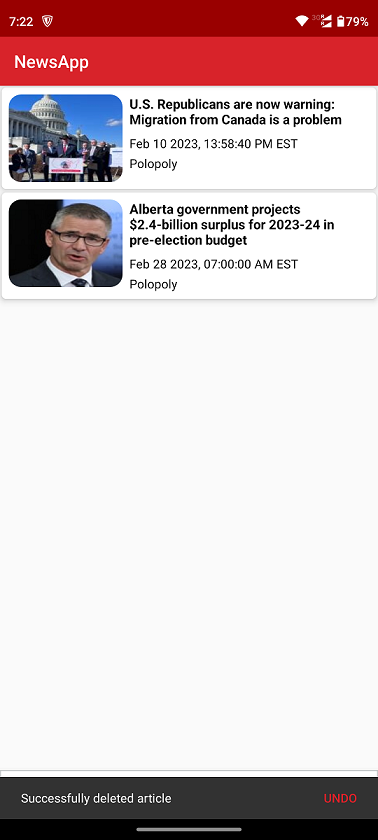 7:22
79%
NewsApp
U.S. Republicans are now warning:
Migration from Canada is a problem
Feb 10 2023, 13:58:40 PM EST
Polopoly
Alberta government projects
$2.4-billion surplus for 2023-24 in
pre-election budget
Feb 28 2023, 07:00:00 AM EST
Polopoly
Successfully deleted article UNDO